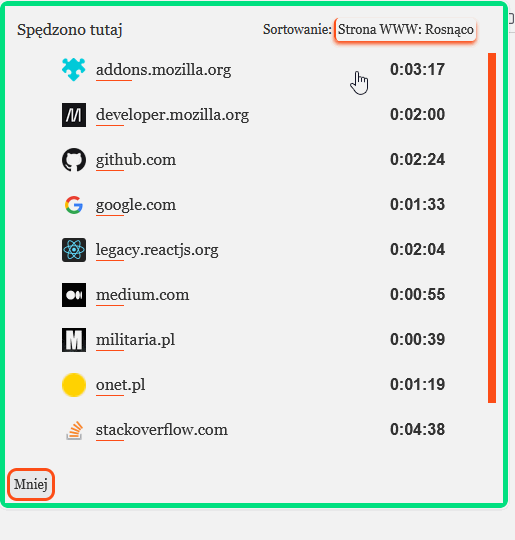 Spędzono tutaj Sortowanie: Strona WWW: Rosnąco
addons.mozilla.org 0:03:17
developer.mozilla.org 0:02:00
github.com 0:02:24
google.com 0:01:33
legacy.reactjs.org 0:02:04
medium.com 0:00:55
militaria.pl 0:00:39
onet.pl 0:01:19
stackoverflow.com 0:04:38
Mniej